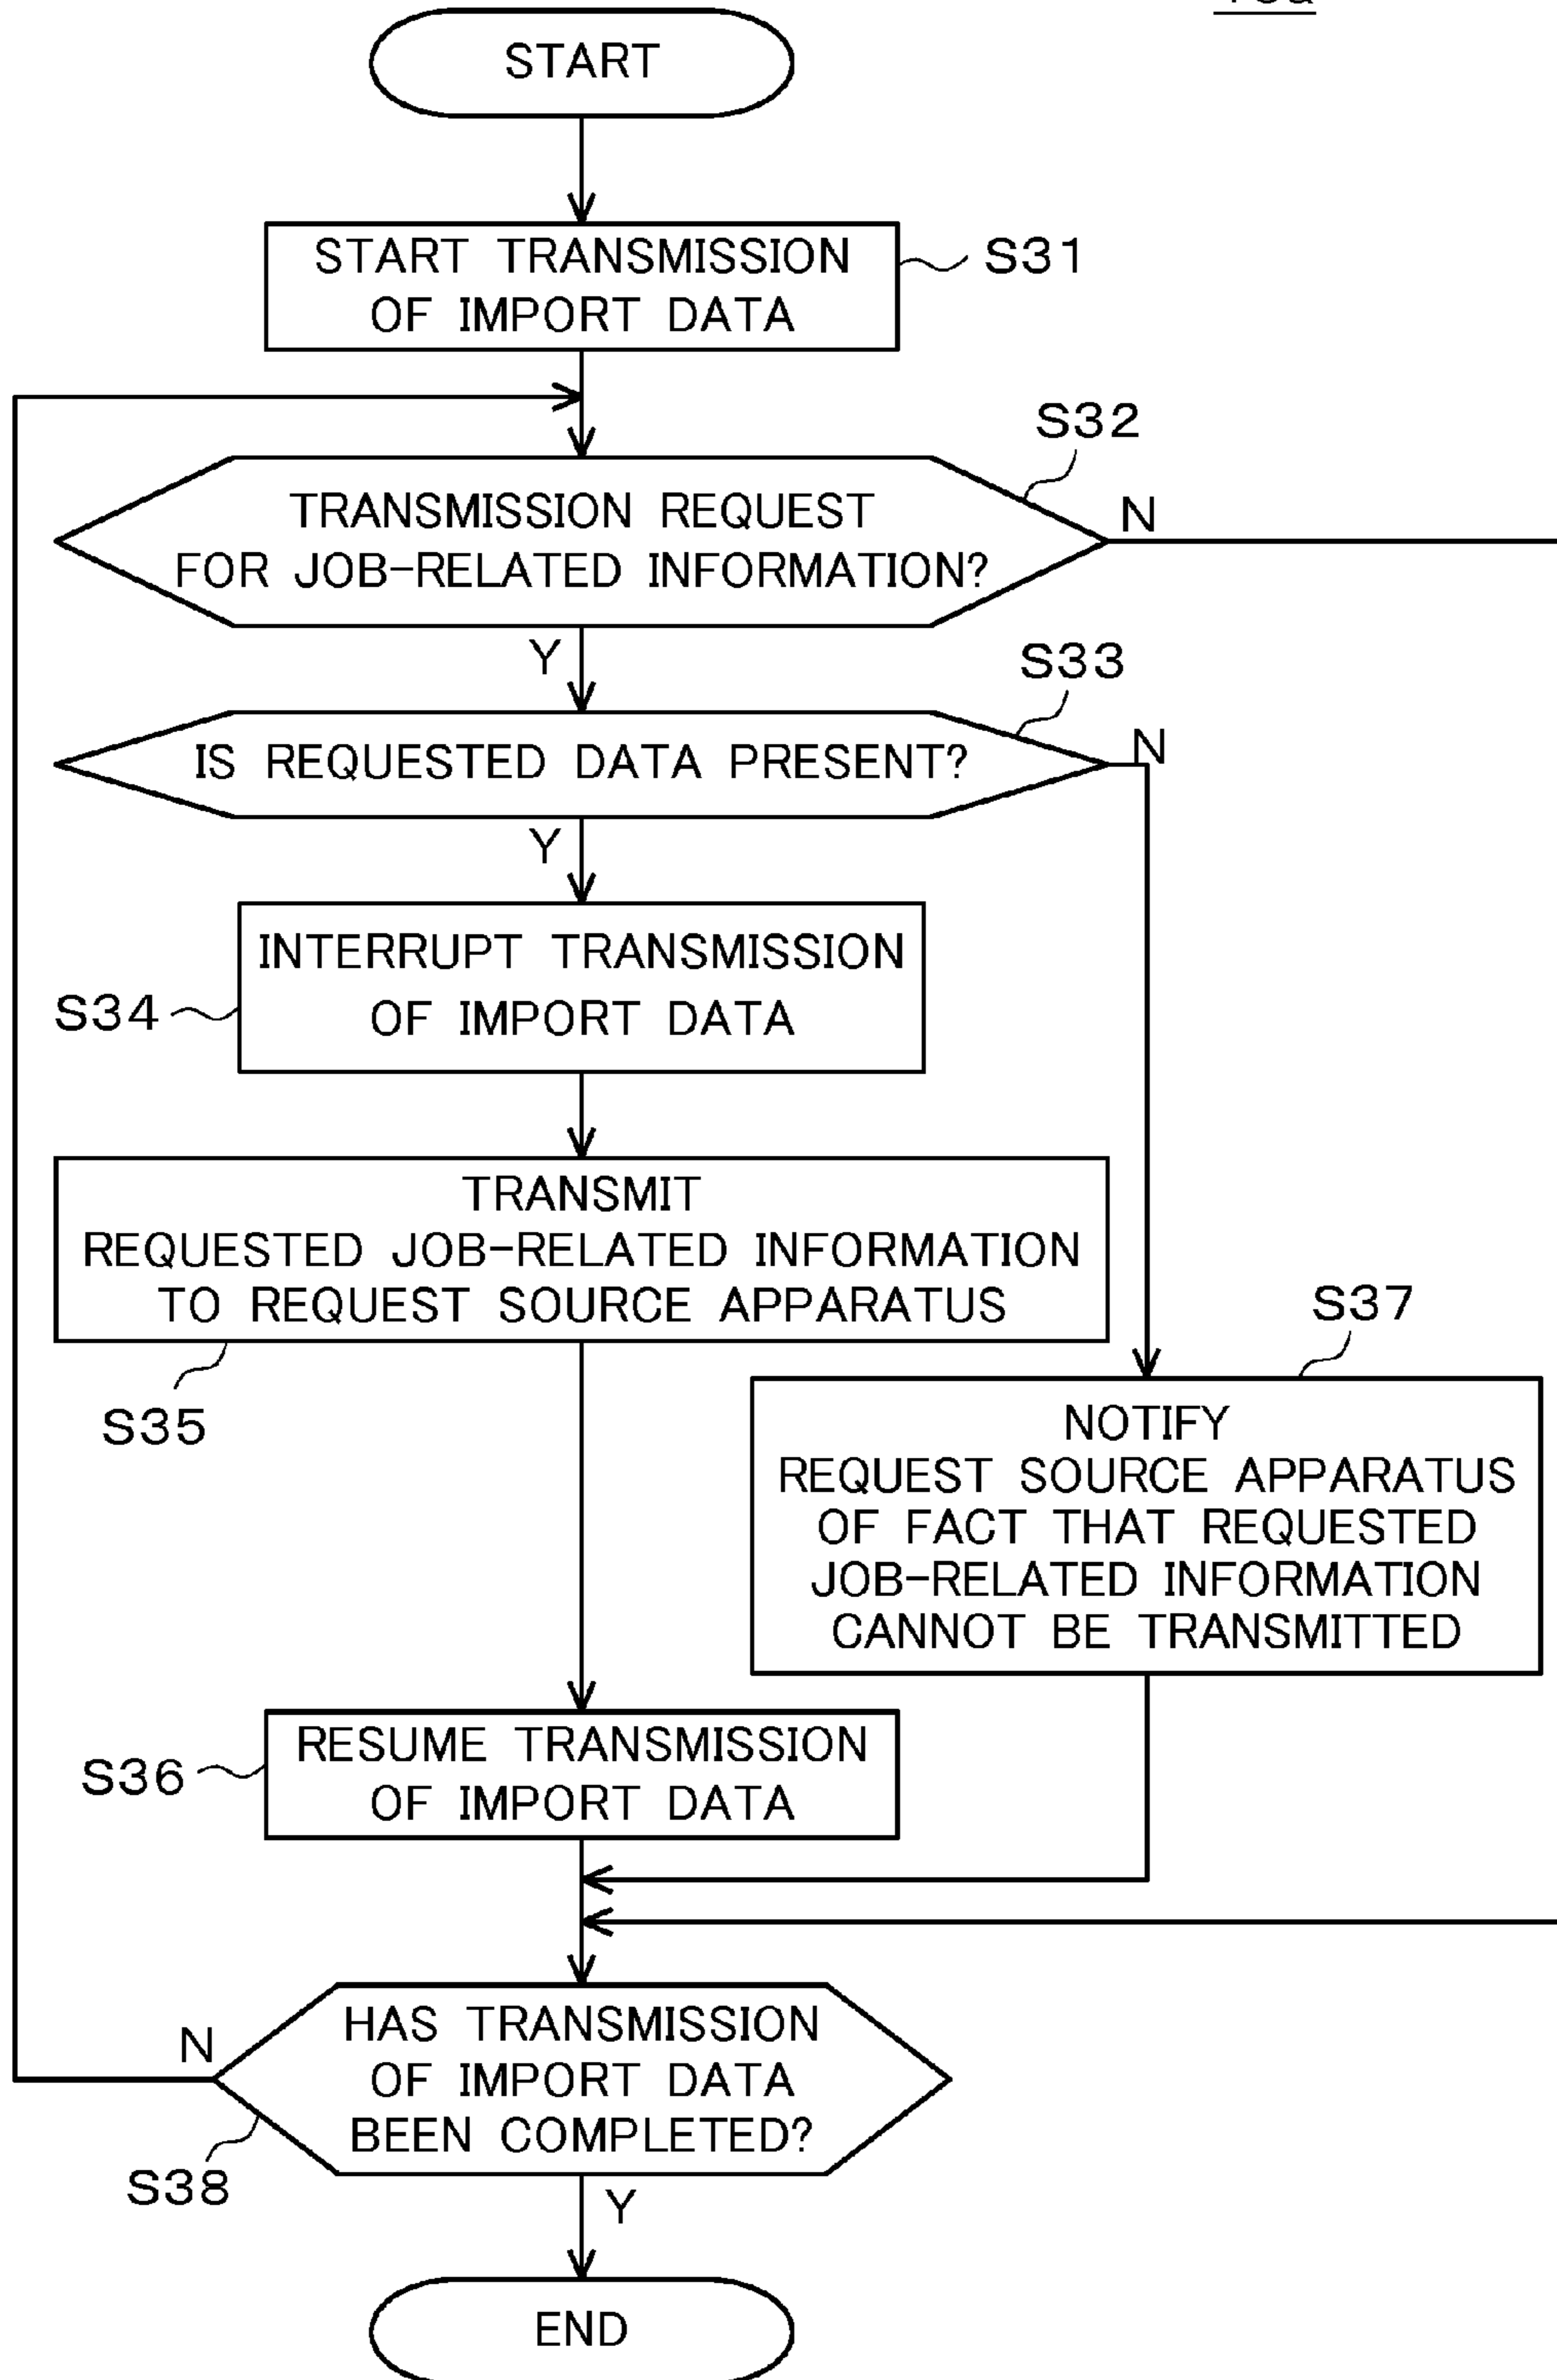 START
START TRANSMISSION
OF IMPORT DATA
S31
S32
TRANSMISSION REQUEST
FOR JOB-RELATED INFORMATION?
N
Y
S33
IS REQUESTED DATA PRESENT?
N
Y
INTERRUPT TRANSMISSION
OF IMPORT DATA
S34
TRANSMIT
REQUESTED JOB-RELATED INFORMATION
TO REQUEST SOURCE APPARATUS
S35
S37
NOTIFY
REQUEST SOURCE APPARATUS
OF FACT THAT REQUESTED
JOB-RELATED INFORMATION
CANNOT BE TRANSMITTED
RESUME TRANSMISSION
OF IMPORT DATA
S36
N
HAS TRANSMISSION
OF IMPORT DATA
BEEN COMPLETED?
S38
Y
END